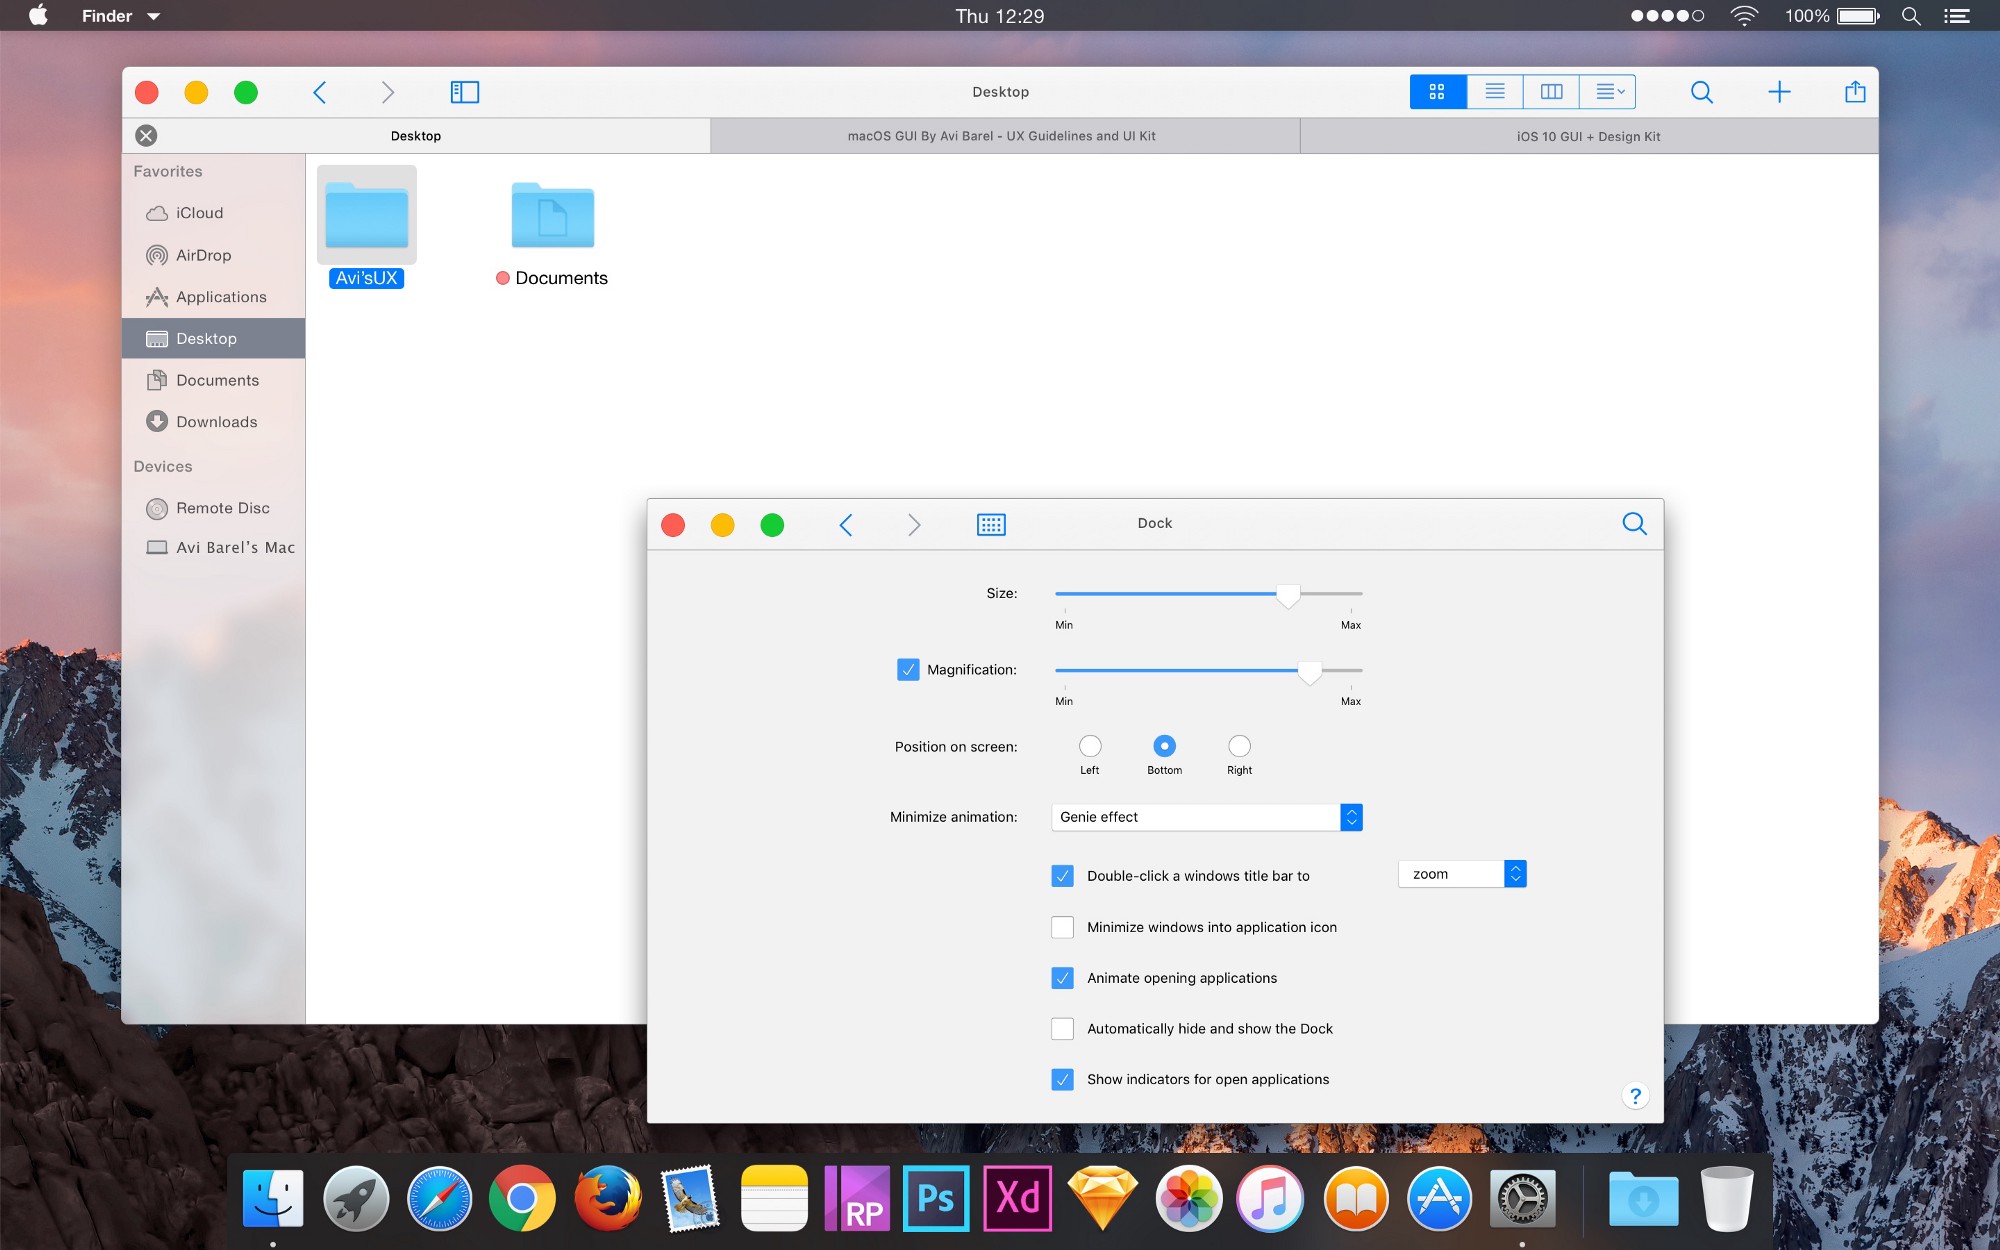 Finder
Thu 12:29
100%
Desktop
Desktop
macOS GUI By Avi Barel - UX Guidelines and UI Kit
iOS 10 GUI + Design Kit
Favorites
iCloud
AirDrop
Applications
Desktop
Documents
Downloads
Devices
Remote Disc
Avi Barel's Mac
Avi'sUX
Documents
Dock
Size:
Min
Max
Magnification:
Min
Max
Position on screen:
Left
Bottom
Right
Minimize animation:
Genie effect
Double-click a windows title bar to
zoom
Minimize windows into application icon
Animate opening applications
Automatically hide and show the Dock
Show indicators for open applications
?
RP
Ps
Xd